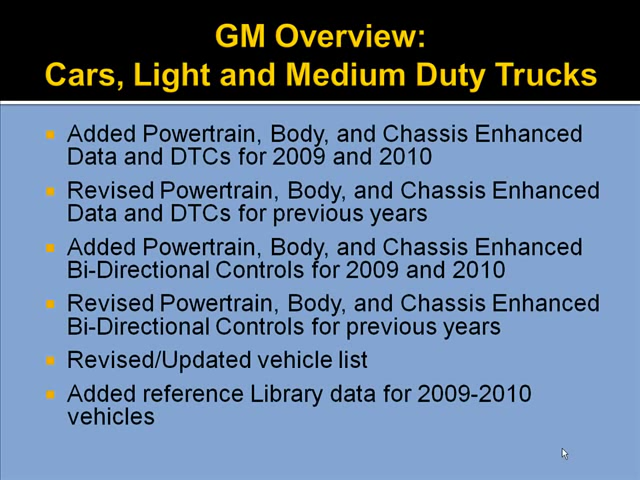 GM Overview:
Cars, Light and Medium Duty Trucks
Added Powertrain, Body, and Chassis Enhanced
Data and DTCs for 2009 and 2010
Revised Powertrain, Body, and Chassis Enhanced
Data and DTCs for previous years
Added Powertrain, Body, and Chassis Enhanced
Bi-Directional Controls for 2009 and 2010
Revised Powertrain, Body, and Chassis Enhanced
Bi-Directional Controls for previous years
Revised/Updated vehicle list
Added reference Library data for 2009-2010
vehicles